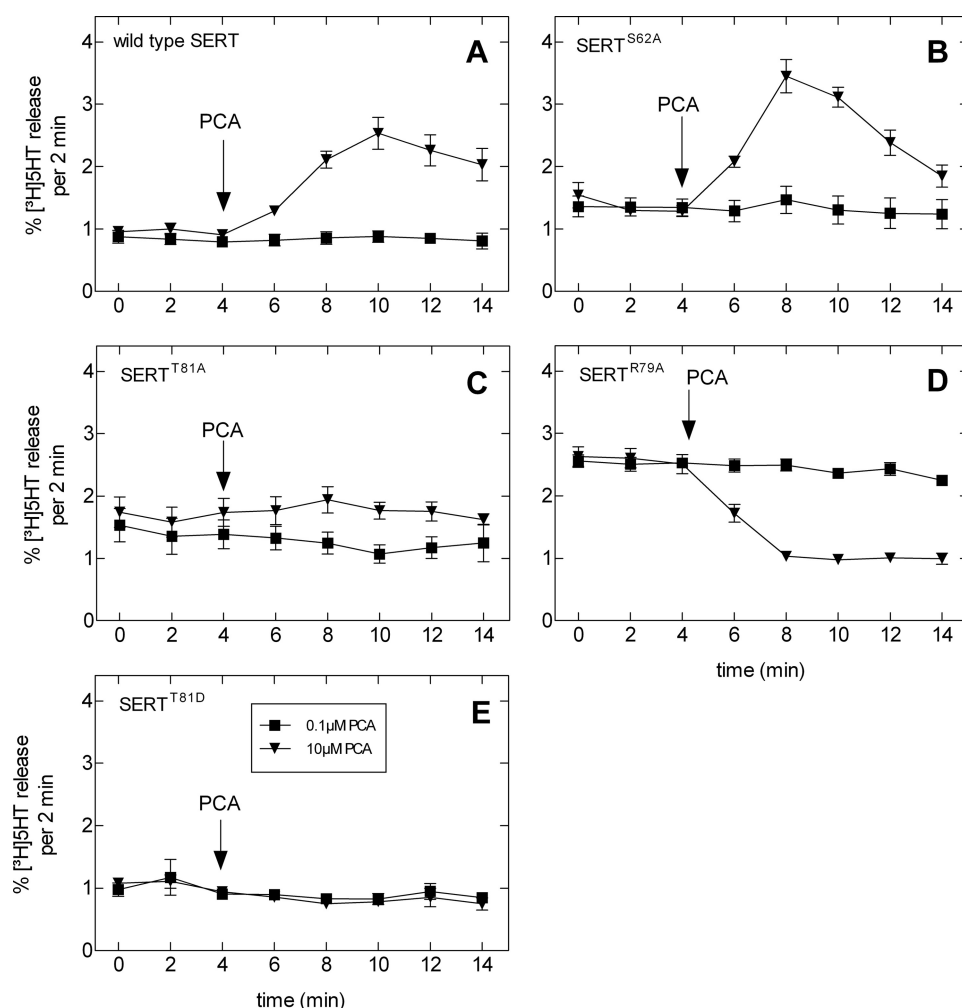 wild type SERT
A
PCA
% [³H]5HT release
per 2 min
4
3
2
1
0
0 2 4 6 8 10 12 14
SERT S62A
B
PCA
4
3
2
1
0
0 2 4 6 8 10 12 14
SERT T81A
C
PCA
% [³H]5HT release
per 2 min
4
3
2
1
0
0 2 4 6 8 10 12 14
SERT R79A
D
PCA
4
3
2
1
0
0 2 4 6 8 10 12 14
time (min)
SERT T81D
E
0.1µM PCA
10µM PCA
PCA
% [³H]5HT release
per 2 min
4
3
2
1
0
0 2 4 6 8 10 12 14
time (min)